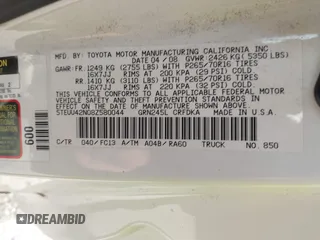 MFD BY: TOYOTA MOTOR MANUFACTURING CALIFORNIA INC
DATE 04 / 08 GVWR: 2426 KG ( 5350 LBS)
GAWR: FR. 1249 KG (2755 LBS) WITH P265/70R16 TIRES
16X7JJ RIMS AT 200 KPA (29 PSI) COLD.
RR. 1410 KG (3110 LBS) WITH P265/70R16 TIRES
16X7JJ RIMS AT 220 KPA (32 PSI) COLD.
THIS VEHICLE CONFORMS TO ALL APPLICABLE FEDERAL MOTOR
VEHICLE SAFETY AND THEFT PREVENTION STANDARDS IN
EFFECT ON THE DATE OF MANUFACTURE SHOWN ABOVE.
5TEUU42N08Z580044 GRN245L CRFDKA MADE IN U.S.A.
C/TR 040/FC13 A/TM A04B/RA60 TRUCK NO. 850
600
© DIAMBID